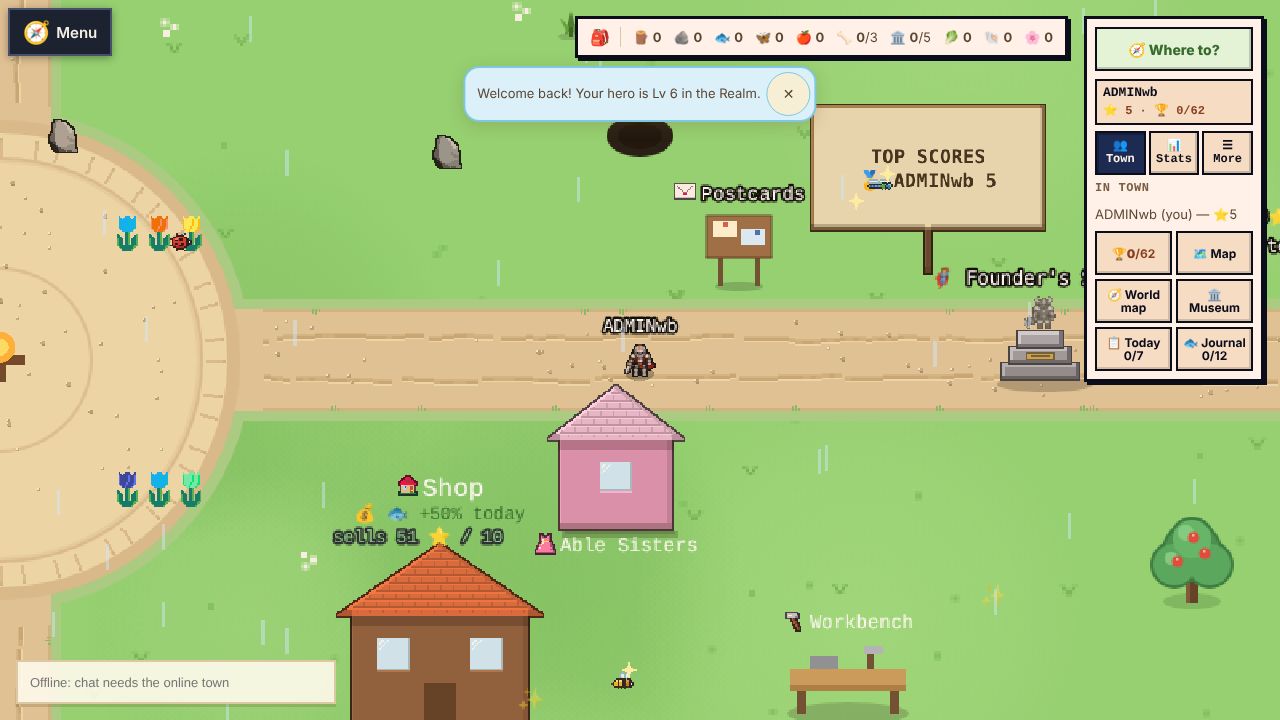 Menu
0 0 0 0 0 0/3 0/5 0 0 0
Welcome back! Your hero is Lv 6 in the Realm.
Where to?
ADMINwb
5 · 0/62
Town
Stats
More
IN TOWN
ADMINwb (you) — 5
0/62
Map
World map
Museum
Today 0/7
Journal 0/12
TOP SCORES
ADMINwb 5
Postcards
Founder's
ADMINwb
Shop
+50% today
sells 51 / 10
Able Sisters
Workbench
Offline: chat needs the online town